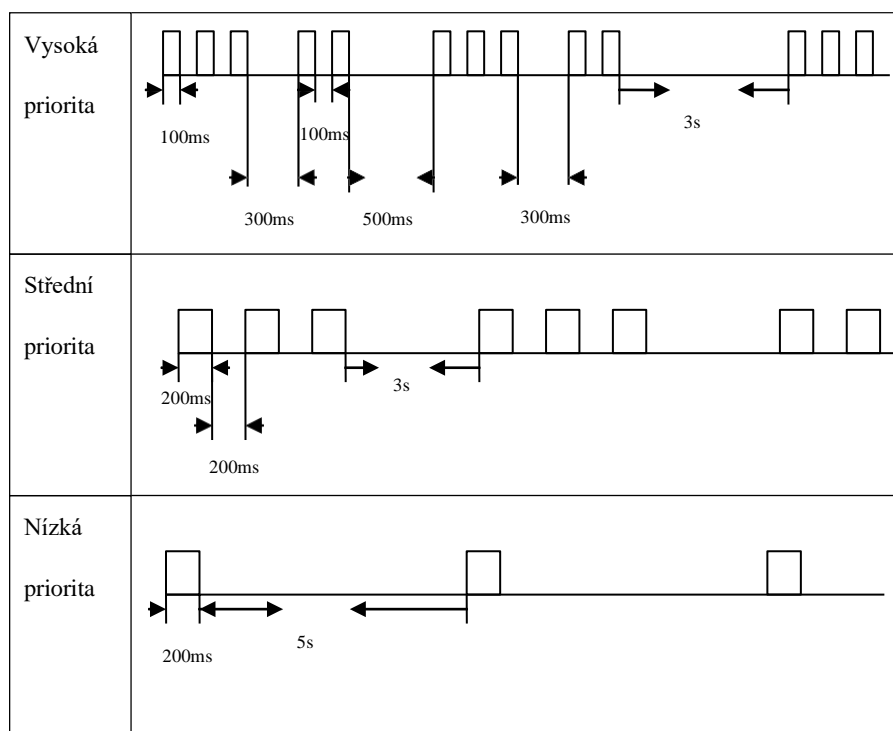 Vysoká
priorita
100ms
100ms
3s
300ms
500ms
300ms
Střední
priorita
200ms
3s
200ms
Nízká
priorita
200ms
5s